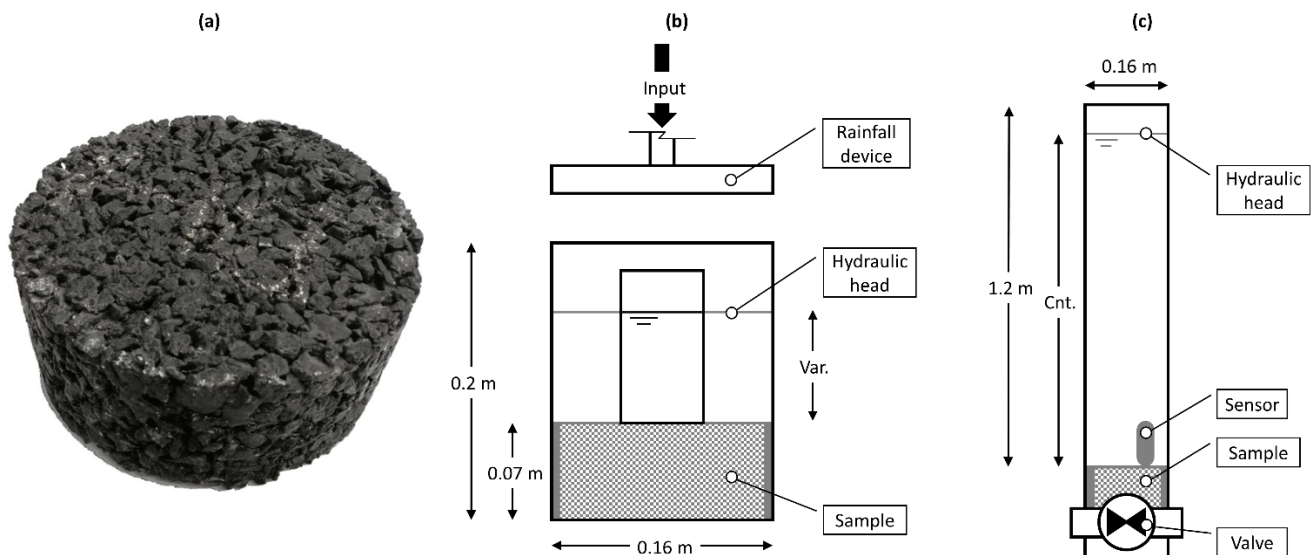 (a)
(b)
Input
Rainfall
device
Hydraulic
head
Var.
0.2 m
0.07 m
Sample
0.16 m
(c)
0.16 m
Hydraulic
head
1.2 m
Cnt.
Sensor
Sample
Valve